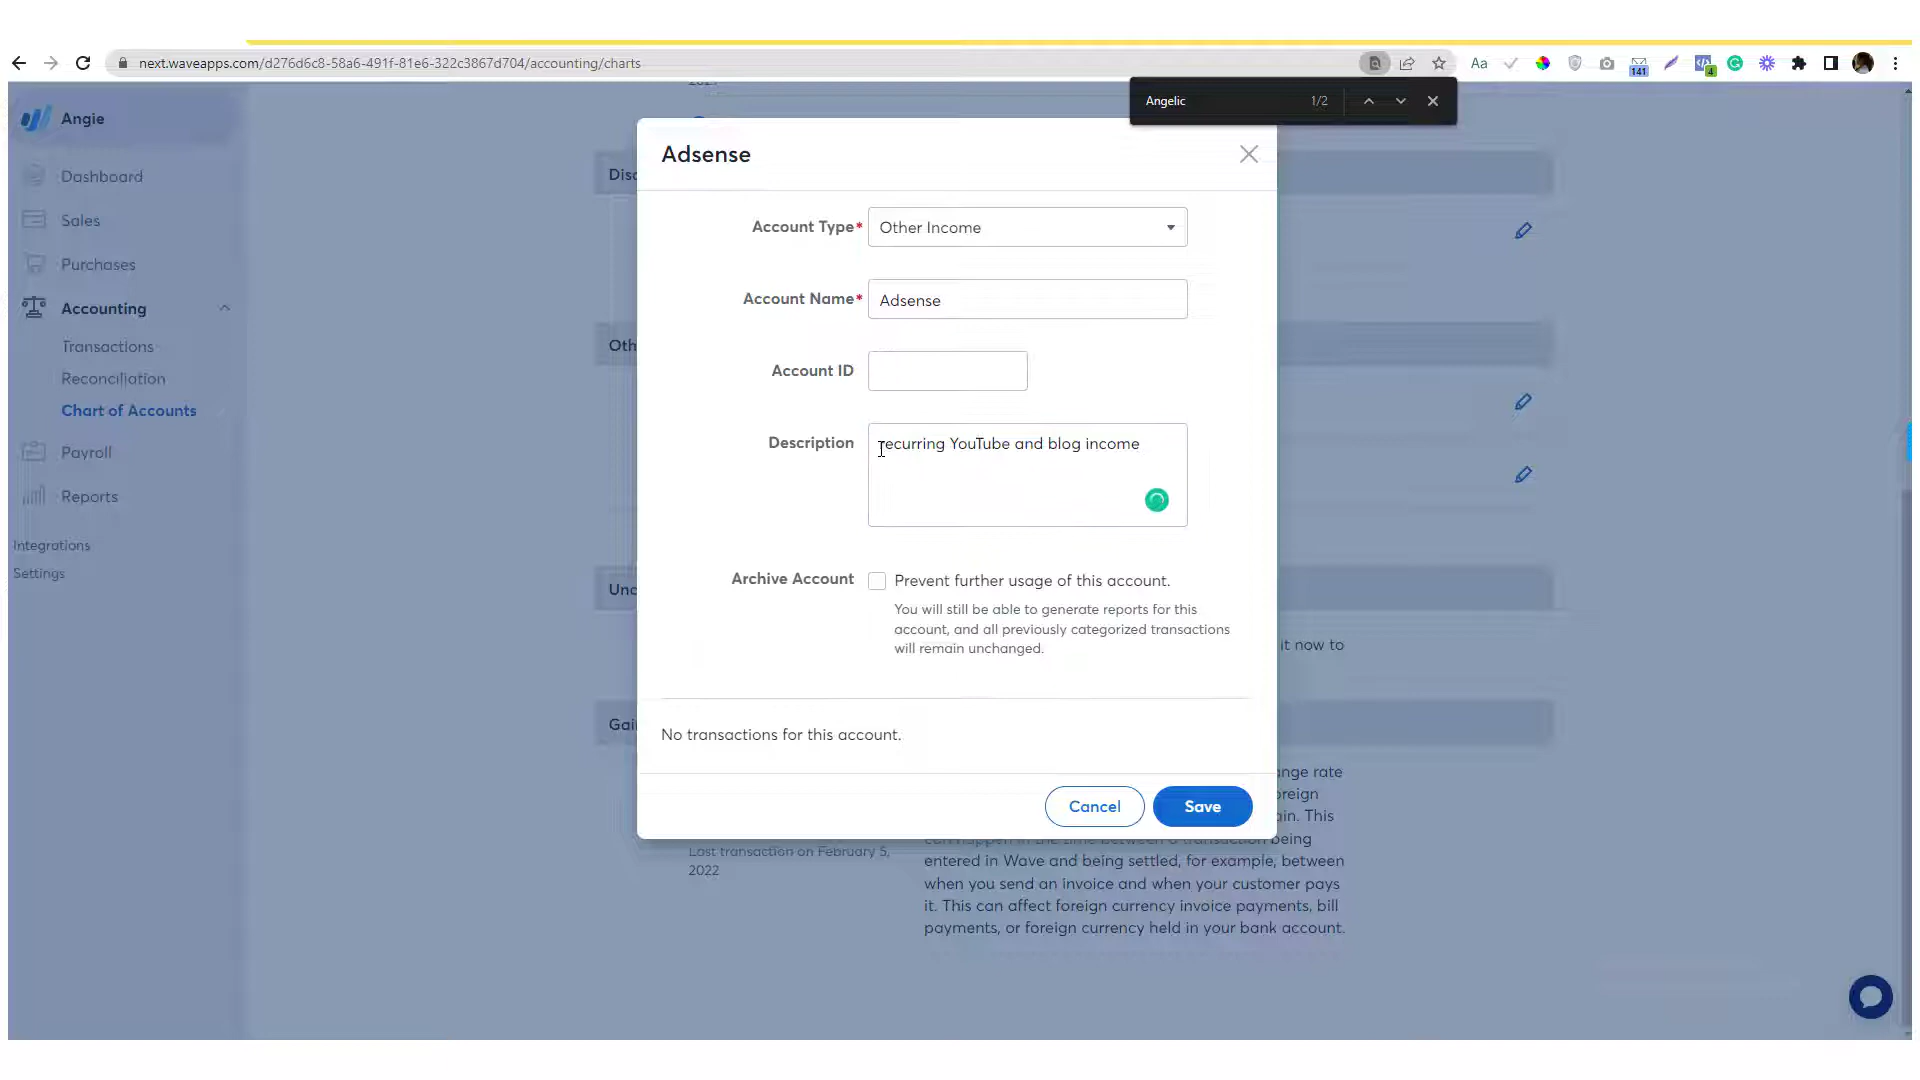 next.waveapps.com/d276d6c8-58a6-491f-81e6-322c3867d704/accounting/charts
Aa
141
4
Angelic 1/2
Angie
Dashboard
Sales
Purchases
Accounting
Transactions
Reconciliation
Chart of Accounts
Payroll
Reports
Integrations
Settings
Adsense
Account Type* Other Income
Account Name* Adsense
Account ID
Description recurring YouTube and blog income
Archive Account Prevent further usage of this account.
You will still be able to generate reports for this
account, and all previously categorized transactions
will remain unchanged.
No transactions for this account.
Cancel Save
Disc
Oth
Unc
it now to
Gai
ange rate
oreign
ain. This
being
Last transaction on February 5,
2022
entered in Wave and being settled, for example, between
when you send an invoice and when your customer pays
it. This can affect foreign currency invoice payments, bill
payments, or foreign currency held in your bank account.